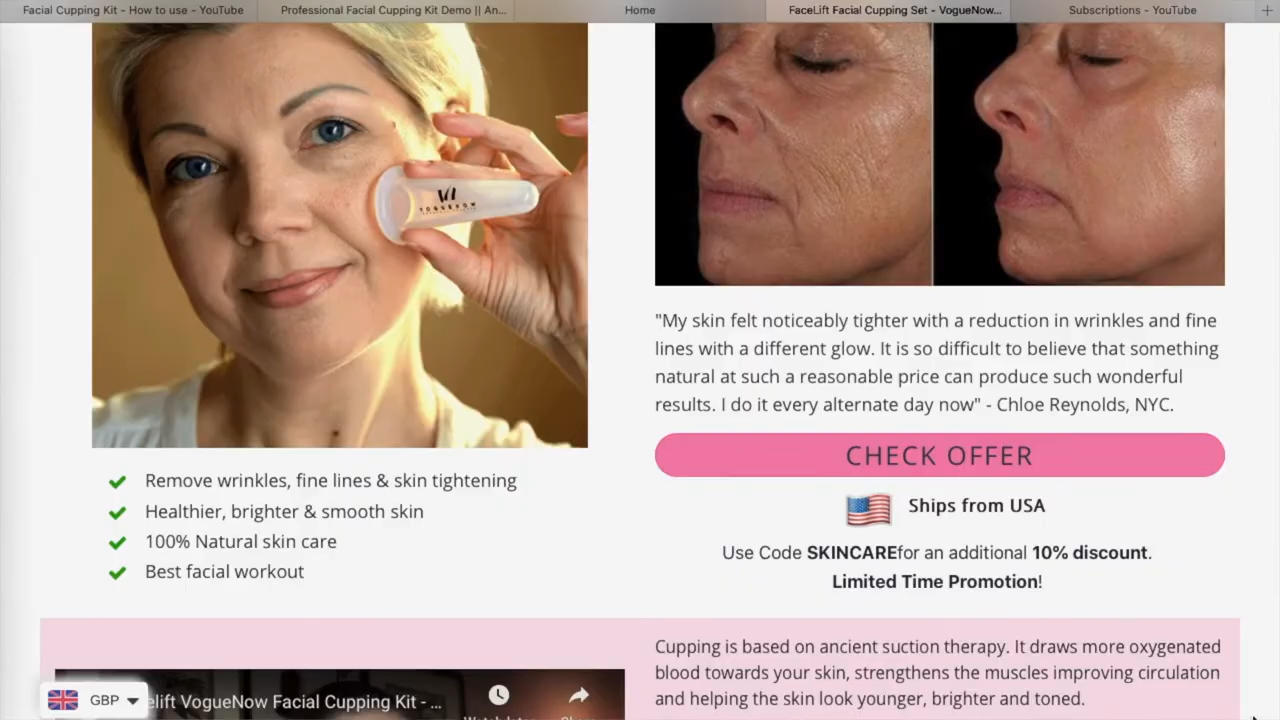 Facial Cupping Kit - How to use - YouTube
Professional Facial Cupping Kit Demo || An...
Home
FaceLift Facial Cupping Set - VogueNow...
Subscriptions - YouTube
VOGUENOW
"My skin felt noticeably tighter with a reduction in wrinkles and fine
lines with a different glow. It is so difficult to believe that something
natural at such a reasonable price can produce such wonderful
results. I do it every alternate day now" - Chloe Reynolds, NYC.
CHECK OFFER
Ships from USA
Use Code SKINCAREfor an additional 10% discount.
Limited Time Promotion!
Remove wrinkles, fine lines & skin tightening
Healthier, brighter & smooth skin
100% Natural skin care
Best facial workout
Cupping is based on ancient suction therapy. It draws more oxygenated
blood towards your skin, strengthens the muscles improving circulation
and helping the skin look younger, brighter and toned.
GBP
elift VogueNow Facial Cupping Kit - ...